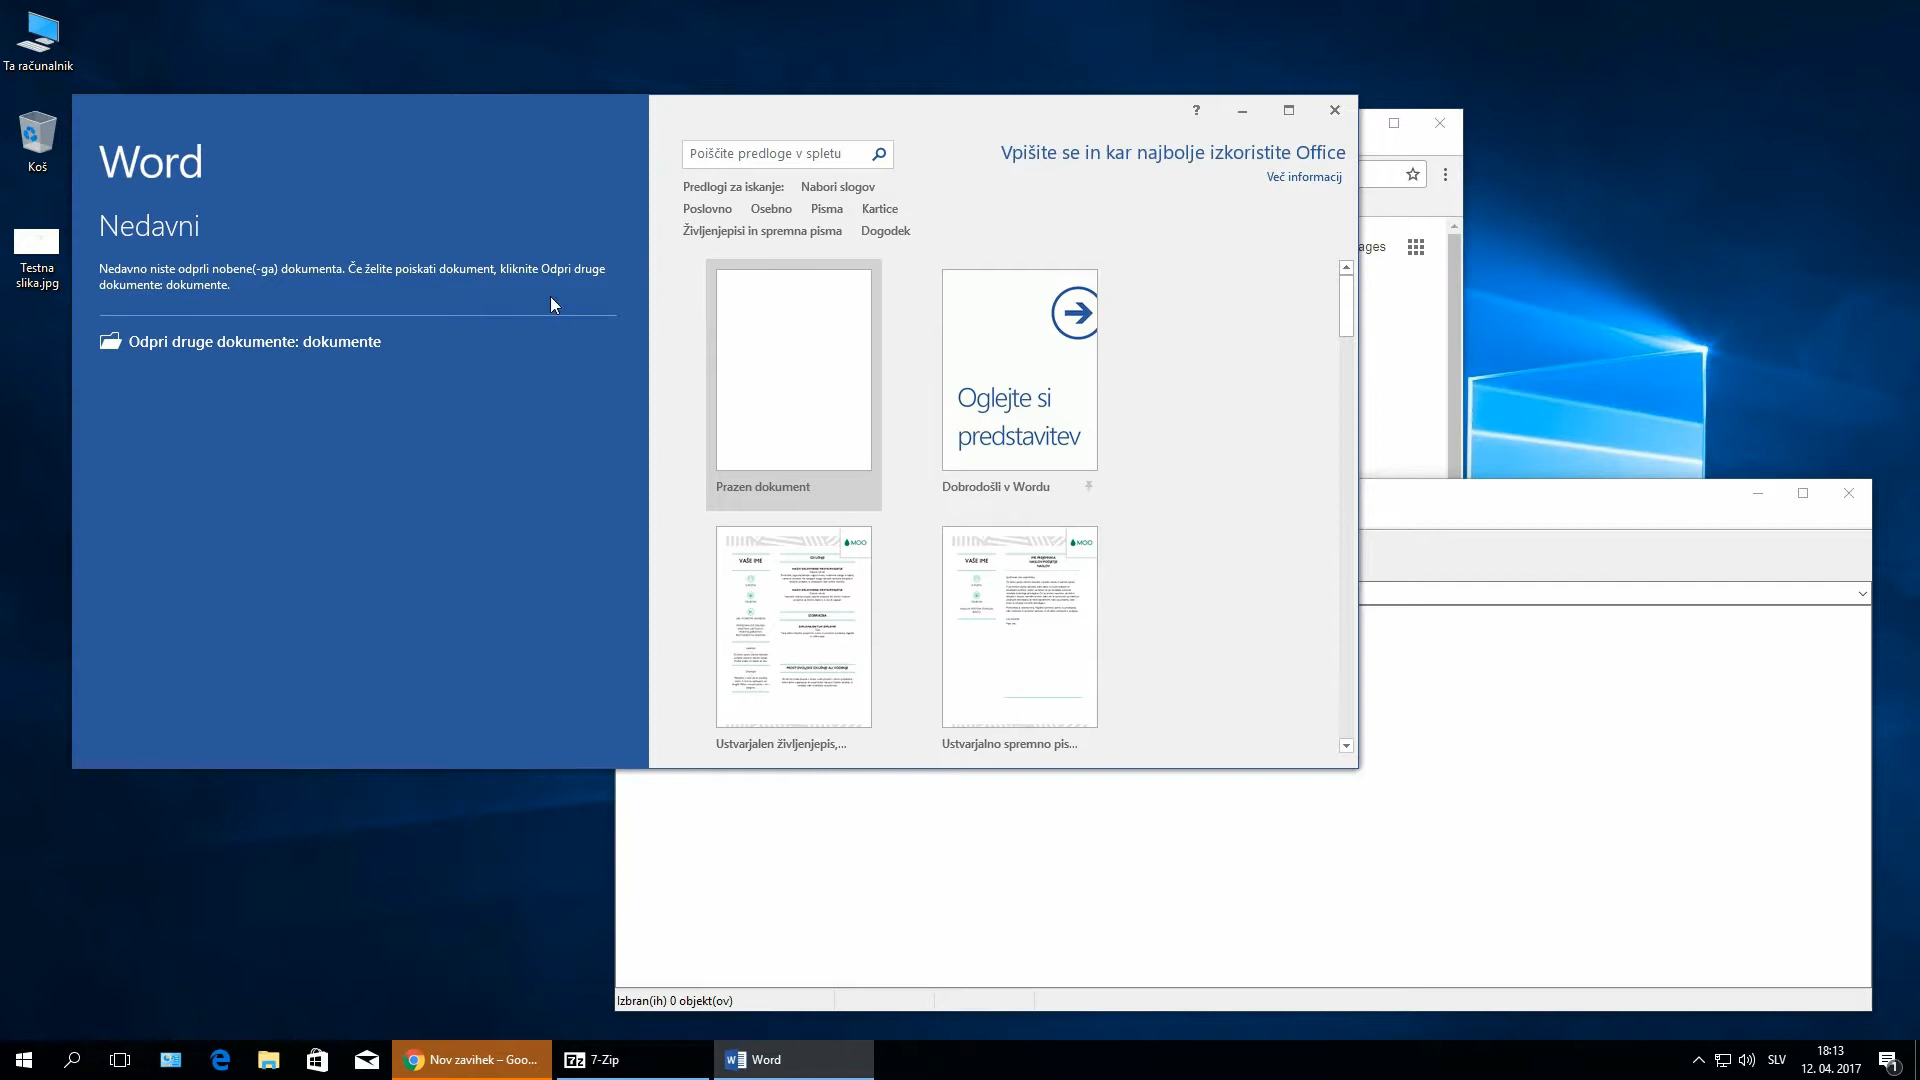 Ta računalnik
Koš
Testna
slika.jpg
Word
Nedavni
Nedavno niste odprli nobene(-ga) dokumenta. Če želite poiskati dokument, kliknite Odpri druge
dokumente: dokumente.
Odpri druge dokumente: dokumente
?
Poiščite predloge v spletu
Vpišite se in kar najbolje izkoristite Office
Več informacij
Predlogi za iskanje: Nabori slogov
Poslovno Osebno Pisma Kartice
Življenjepisi in spremna pisma Dogodek
ages
Prazen dokument
Oglejte si
predstavitev
Dobrodošli v Wordu
MOO
VAŠE IME
MOO
VAŠE IME
Ustvarjalen življenjepis,...
Ustvarjalno spremno pis...
Izbran(ih) 0 objekt(ov)
Nov zavihek – Goo...
7-Zip
Word
SLV
18:13
12. 04. 2017
1